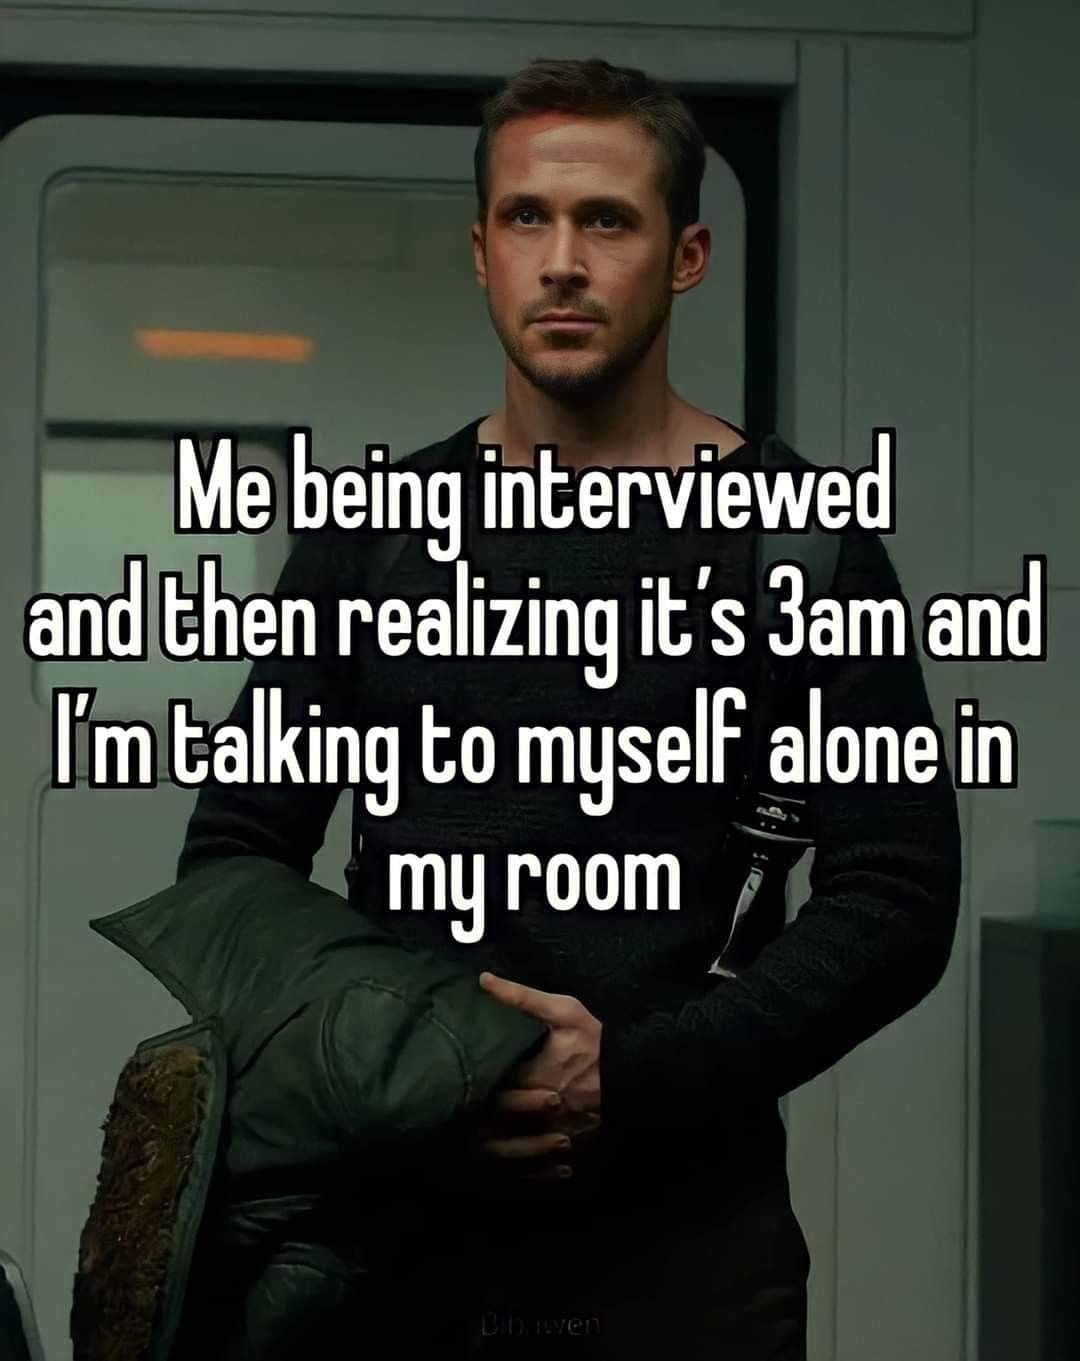 Me being interviewed
and then realizing it's 3am and
I'm talking to myself alone in
my room